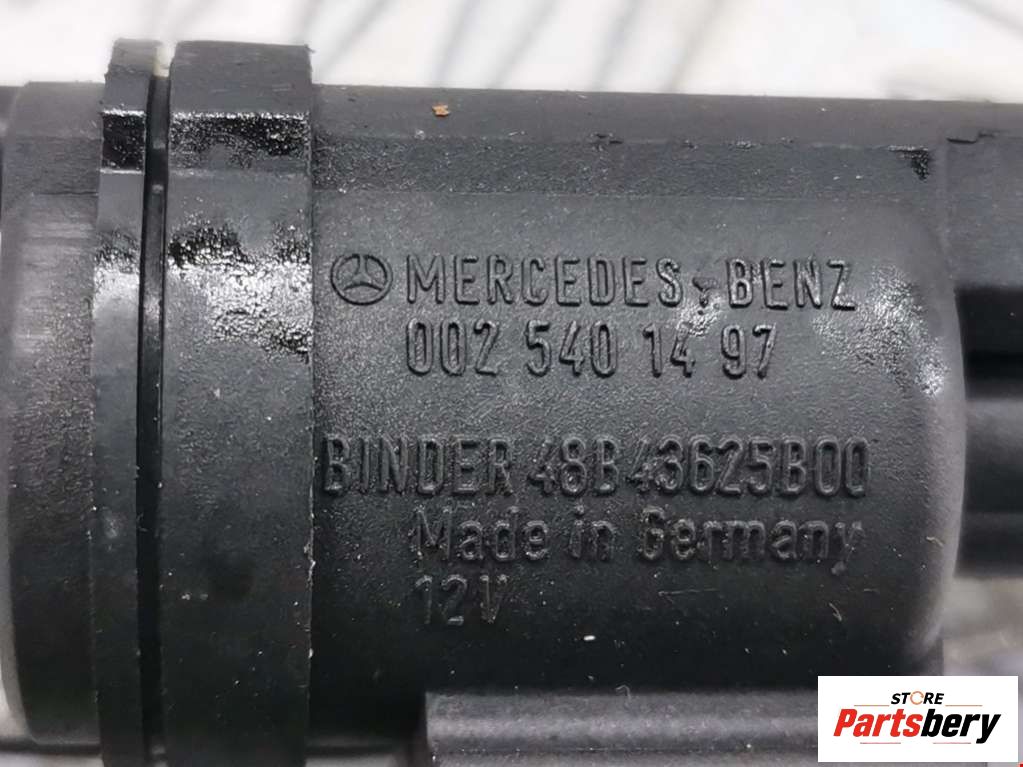 MERCEDES-BENZ
002 540 14 97
BINDER 48B43625B00
Made in Germany
12V
STORE
Partsbery